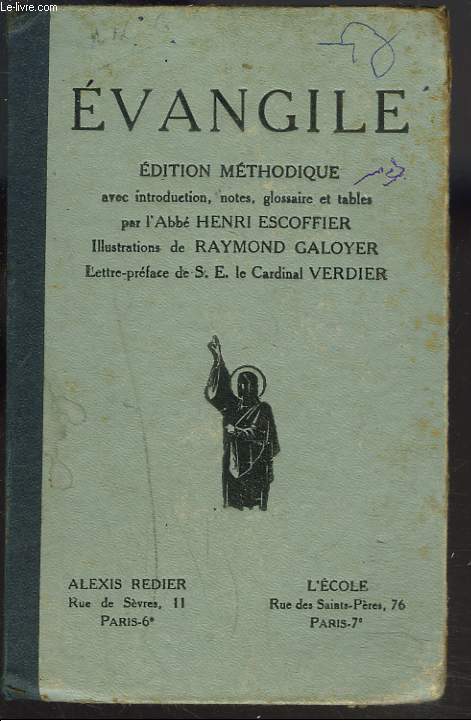 Le-livre.com
ÉVANGILE
ÉDITION MÉTHODIQUE
avec introduction, notes, glossaire et tables
par l'Abbé HENRI ESCOFFIER
Illustrations de RAYMOND GALOYER
Lettre-préface de S. E. le Cardinal VERDIER
ALEXIS REDIER
Rue de Sèvres, 11
PARIS-6e
L'ÉCOLE
Rue des Saints-Pères, 76
PARIS-7e